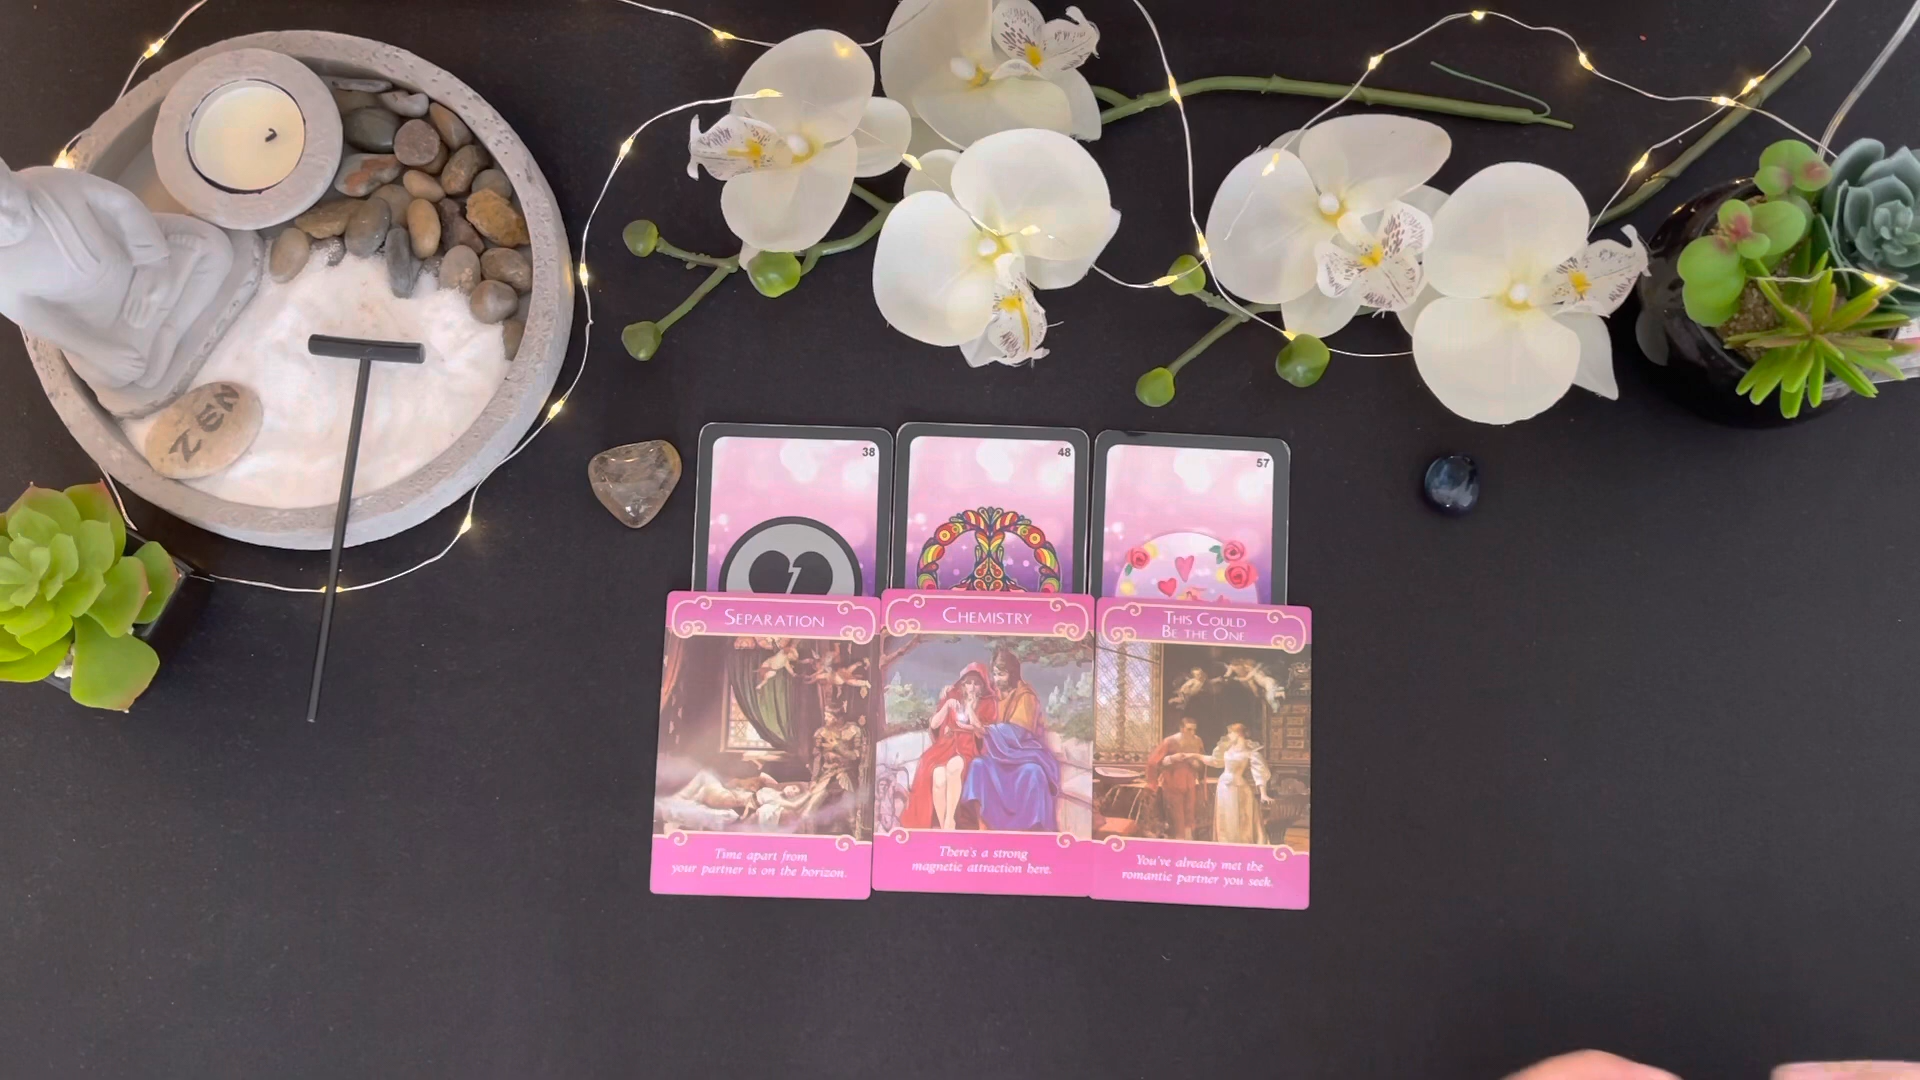 ZEN
38
48
57
SEPARATION
CHEMISTRY
THIS COULD
BE THE ONE
Time apart from
your partner is on the horizon.
There's a strong
magnetic attraction here.
You've already met the
romantic partner you seek.